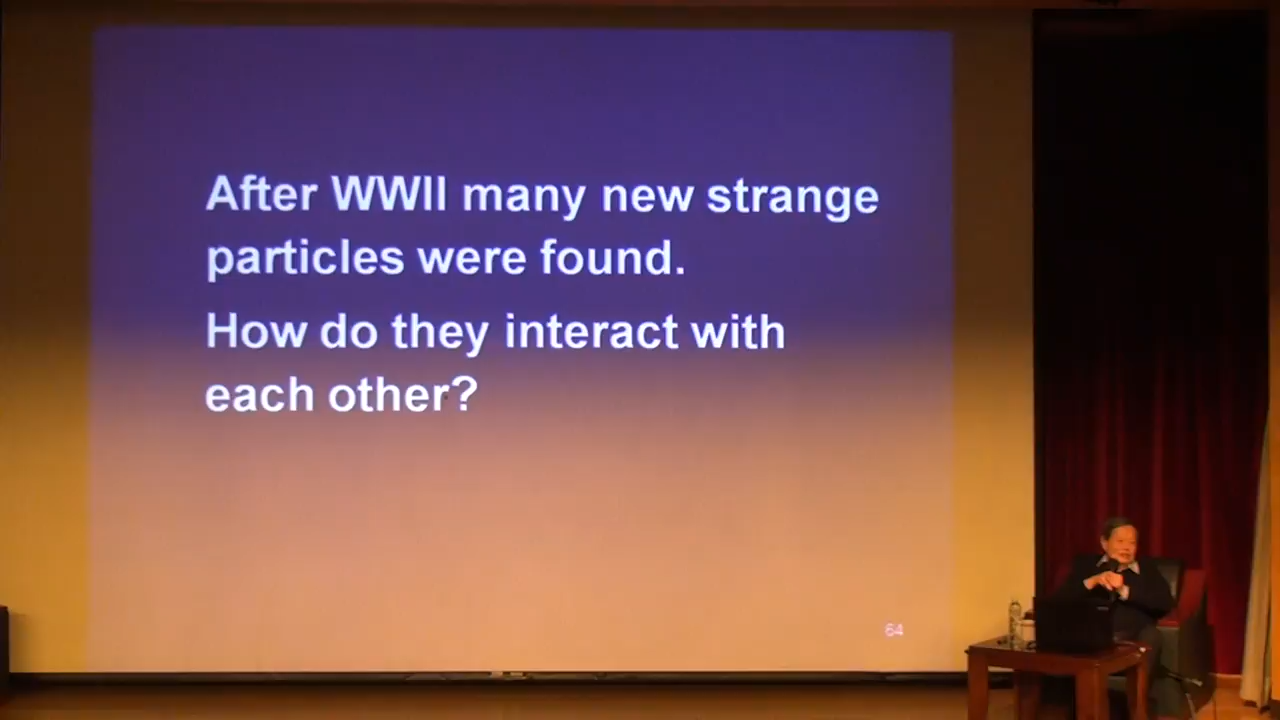 After WWII many new strange
particles were found.
How do they interact with
each other?
64